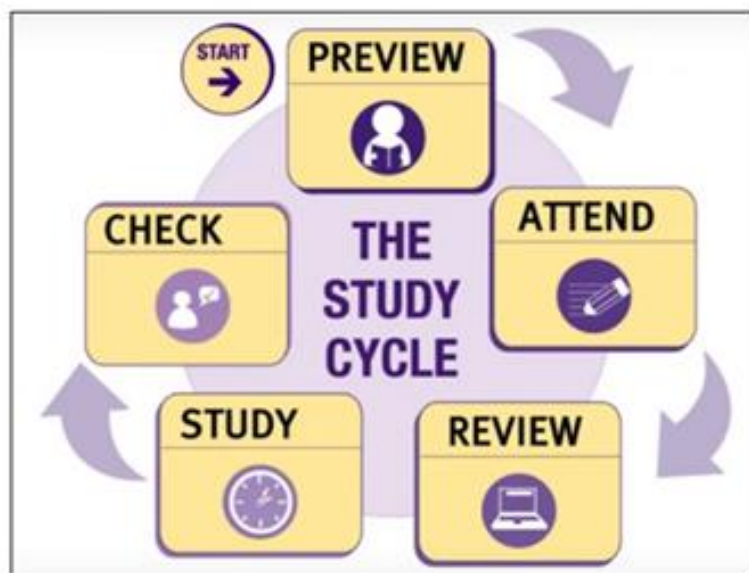 START
PREVIEW
ATTEND
REVIEW
STUDY
CHECK
THE
STUDY
CYCLE